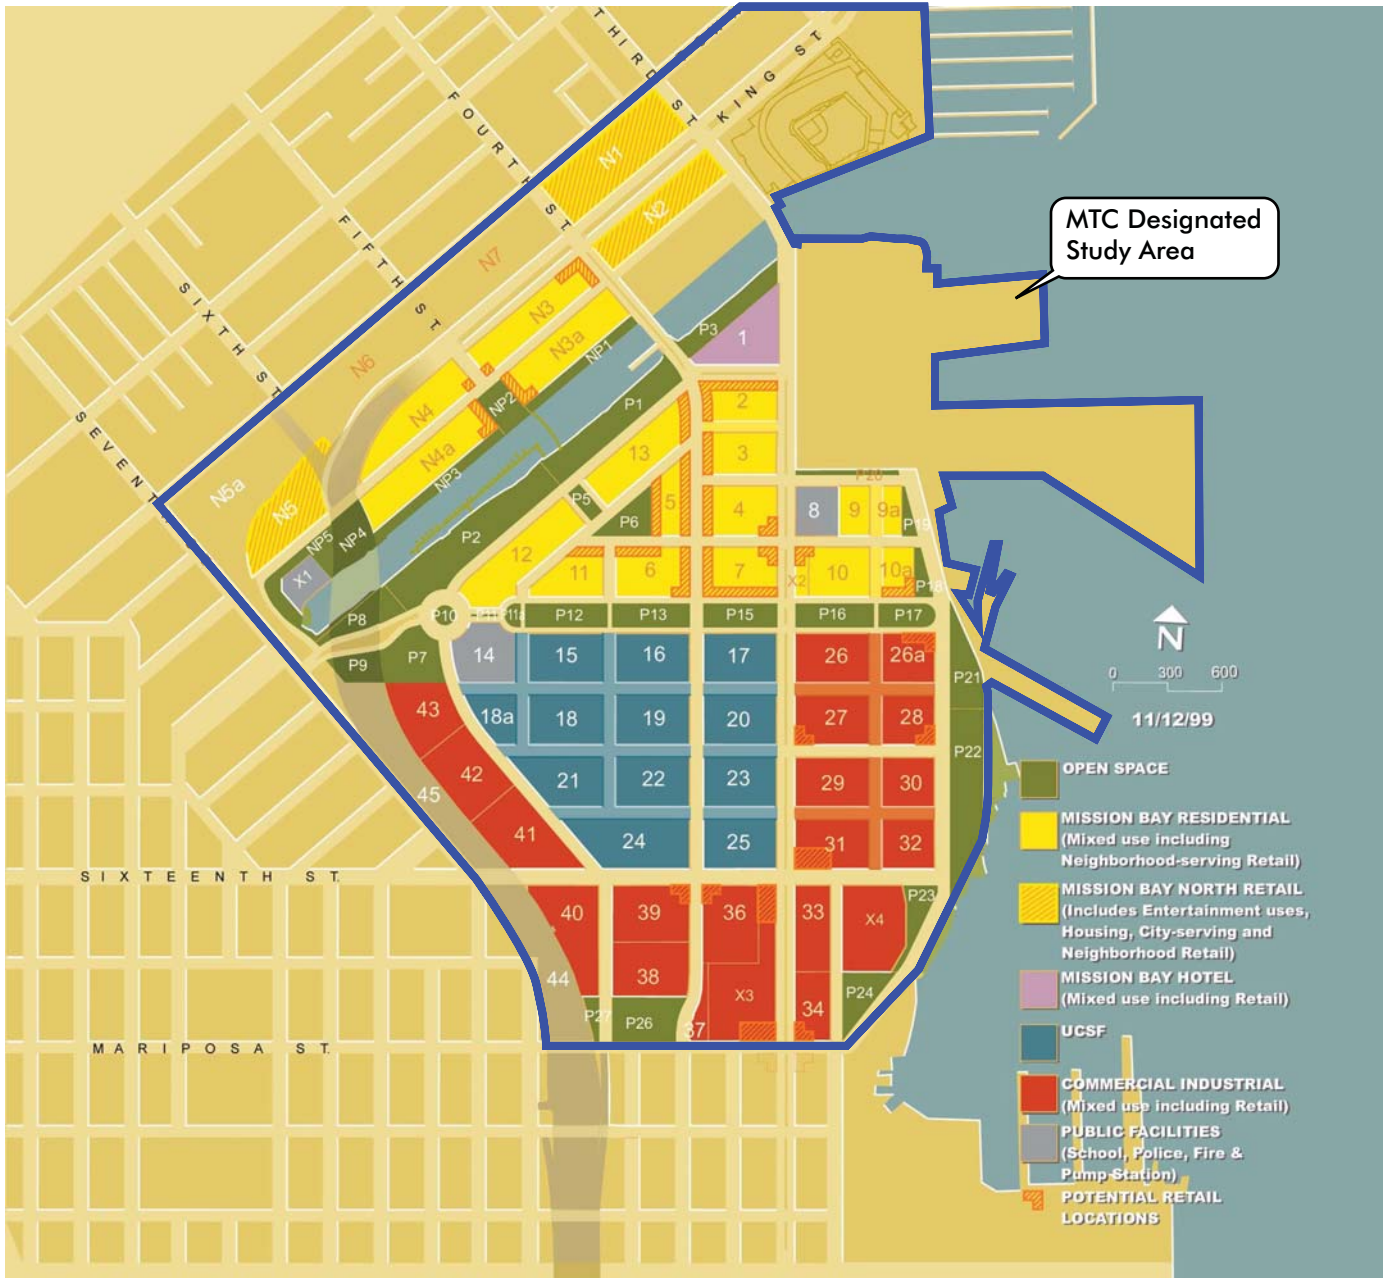 THIRD ST.
KING ST.
FOURTH ST.
FIFTH ST.
SIXTH ST.
SEVENT
MTC Designated
Study Area
N1
N2
N7
N3
N3a
N6
N4
N4a
N5a
N5
NP1
NP2
NP3
NP4
NP5
X1
P3
1
P1
2
13
3
P5
5
4
P6
P20
8
9
9a
P19
P2
12
11
6
7
X2
10
10a
P18
P8
P10
P11
P11a
P12
P13
P15
P16
P17
P9
P7
14
15
16
17
26
26a
P21
43
18a
18
19
20
27
28
P22
42
45
21
22
23
29
30
41
24
25
31
32
SIXTEENTH ST.
40
39
36
33
X4
P23
44
38
X3
34
P24
P27
P26
37
MARIPOSA ST.
N
0 300 600
11/12/99
OPEN SPACE
MISSION BAY RESIDENTIAL
(Mixed use including
Neighborhood-serving Retail)
MISSION BAY NORTH RETAIL
(Includes Entertainment uses,
Housing, City-serving and
Neighborhood Retail)
MISSION BAY HOTEL
(Mixed use including Retail)
UCSF
COMMERCIAL INDUSTRIAL
(Mixed use including Retail)
PUBLIC FACILITIES
(School, Police, Fire &
Pump Station)
POTENTIAL RETAIL
LOCATIONS